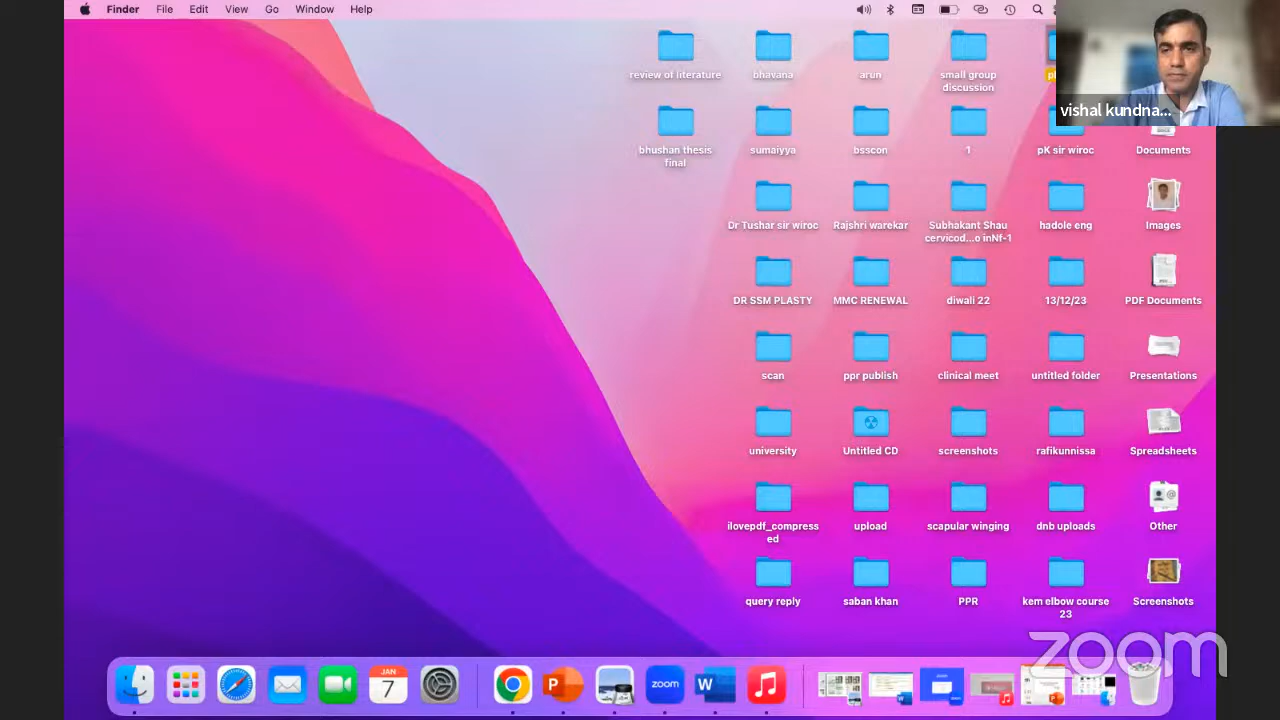 Finder File Edit View Go Window Help
vishal kundna...
review of literature
bhavana
arun
small group
discussion
bhushan thesis
final
sumaiyya
bsscon
1
pK sir wiroc
Documents
Dr Tushar sir wiroc
Rajshri warekar
Subhakant Shau
cervicod...o inNf-1
hadole eng
Images
DR SSM PLASTY
MMC RENEWAL
diwali 22
13/12/23
PDF Documents
scan
ppr publish
clinical meet
untitled folder
Presentations
university
Untitled CD
screenshots
rafikunnissa
Spreadsheets
ilovepdf_compress
ed
upload
scapular winging
dnb uploads
Other
query reply
saban khan
PPR
kem elbow course
23
Screenshots
zoom
JAN
7
P
zoom
W